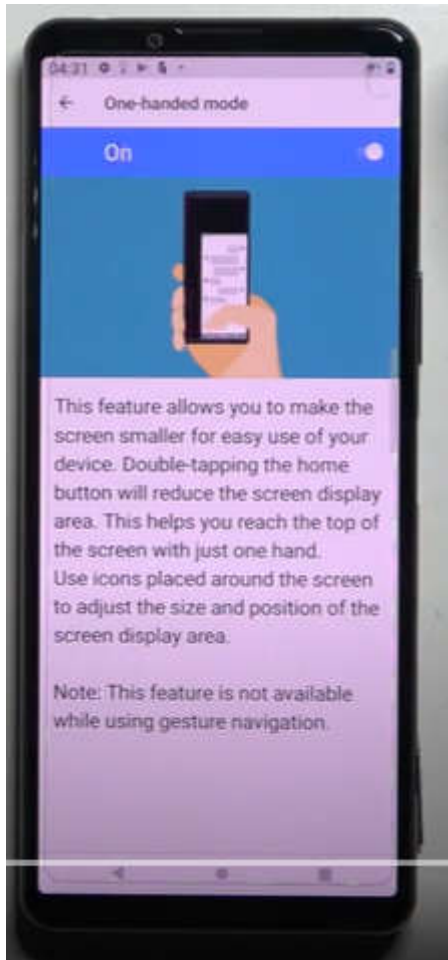 04:31
One-handed mode
On
This feature allows you to make the
screen smaller for easy use of your
device. Double-tapping the home
button will reduce the screen display
area. This helps you reach the top of
the screen with just one hand.
Use icons placed around the screen
to adjust the size and position of the
screen display area.
Note: This feature is not available
while using gesture navigation.